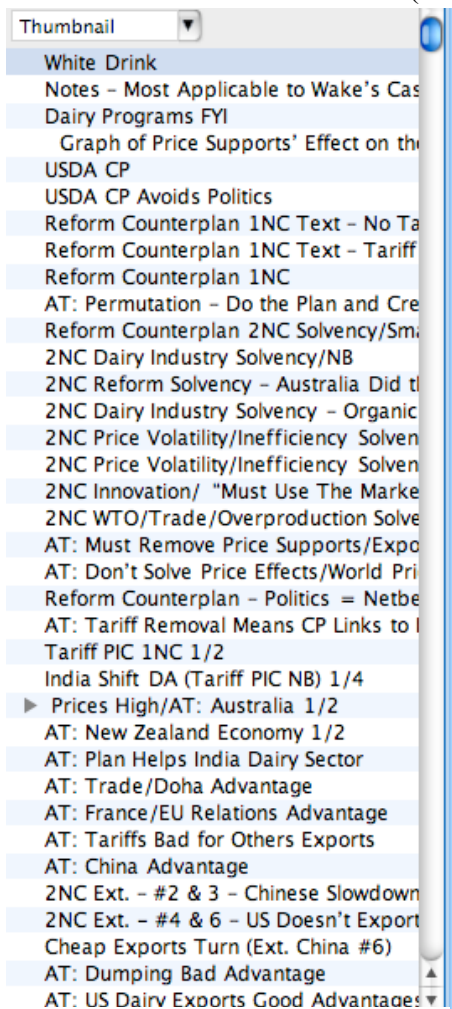 Thumbnail
White Drink
Notes – Most Applicable to Wake's Cas
Dairy Programs FYI
Graph of Price Supports' Effect on the
USDA CP
USDA CP Avoids Politics
Reform Counterplan 1NC Text – No Ta
Reform Counterplan 1NC Text – Tariff
Reform Counterplan 1NC
AT: Permutation – Do the Plan and Cre
Reform Counterplan 2NC Solvency/Sma
2NC Dairy Industry Solvency/NB
2NC Reform Solvency – Australia Did t
2NC Dairy Industry Solvency – Organic
2NC Price Volatility/Inefficiency Solven
2NC Price Volatility/Inefficiency Solven
2NC Innovation/ "Must Use The Marke
2NC WTO/Trade/Overproduction Solve
AT: Must Remove Price Supports/Expo
AT: Don't Solve Price Effects/World Pri
Reform Counterplan – Politics = Netbe
AT: Tariff Removal Means CP Links to
Tariff PIC 1NC 1/2
India Shift DA (Tariff PIC NB) 1/4
Prices High/AT: Australia 1/2
AT: New Zealand Economy 1/2
AT: Plan Helps India Dairy Sector
AT: Trade/Doha Advantage
AT: France/EU Relations Advantage
AT: Tariffs Bad for Others Exports
AT: China Advantage
2NC Ext. – #2 & 3 – Chinese Slowdown
2NC Ext. – #4 & 6 – US Doesn't Export
Cheap Exports Turn (Ext. China #6)
AT: Dumping Bad Advantage
AT: US Dairy Exports Good Advantages